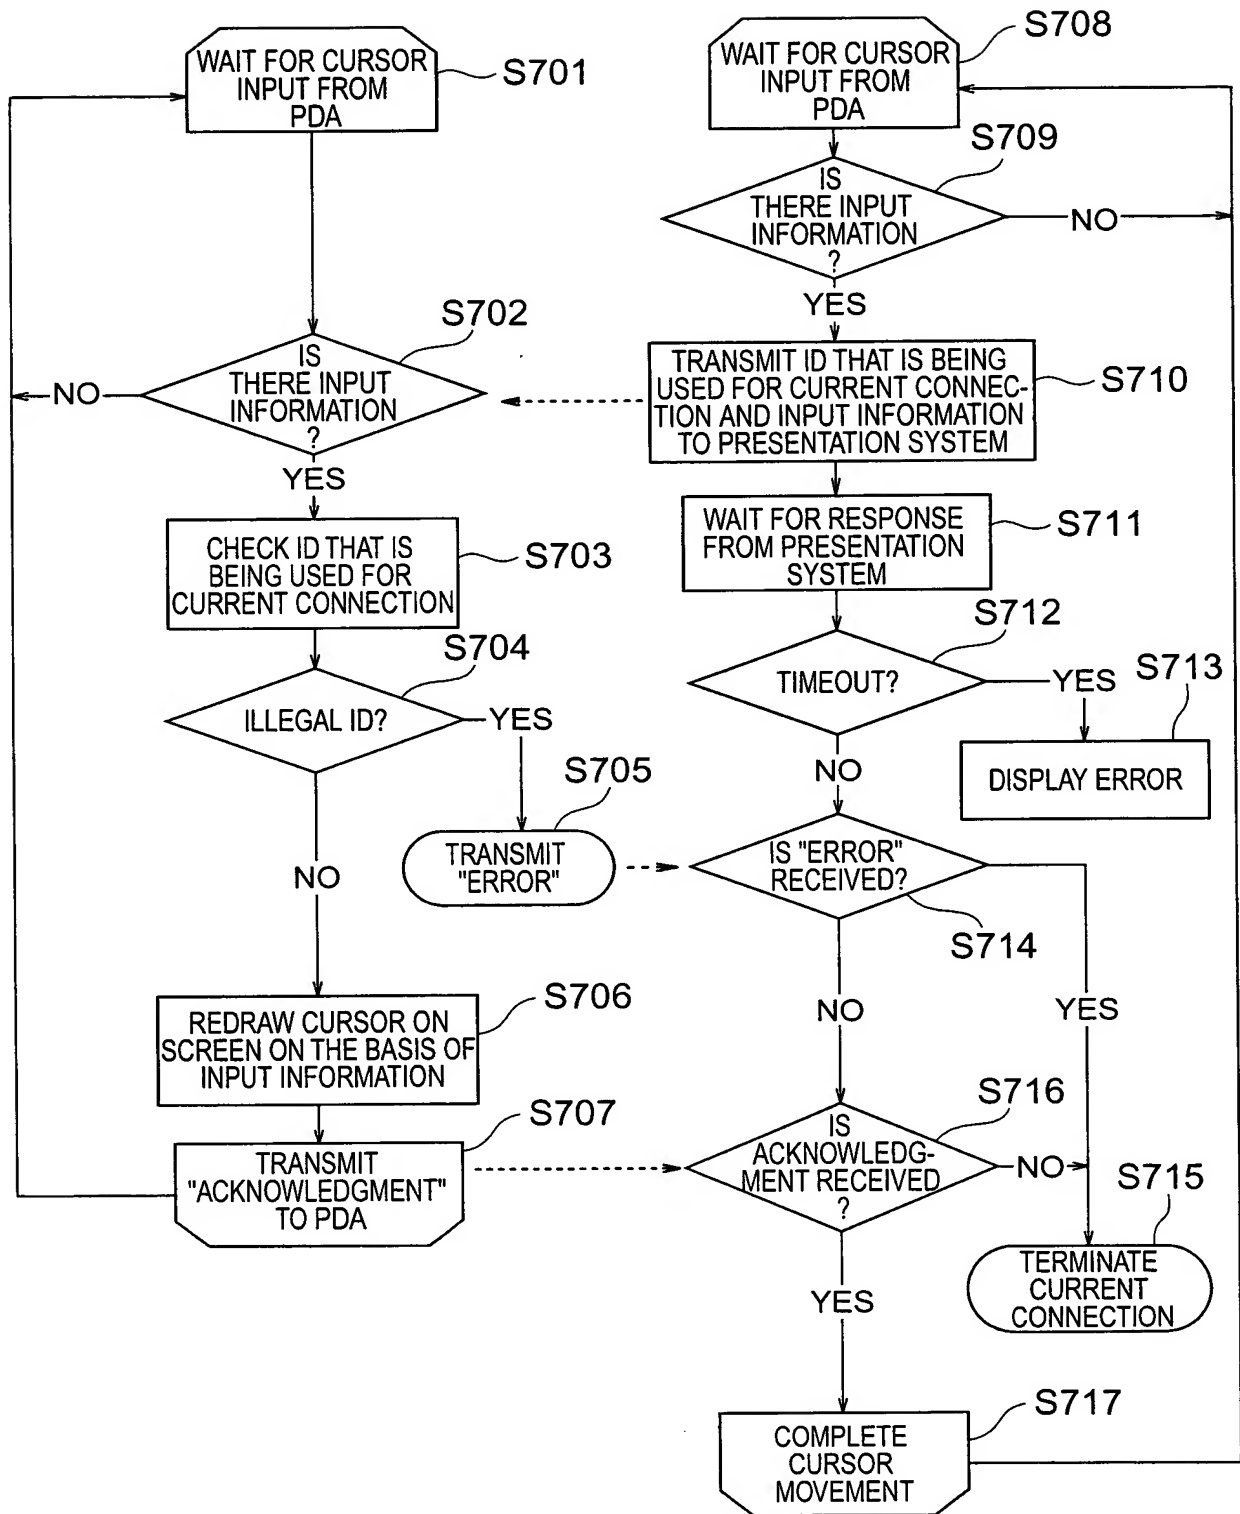 WAIT FOR CURSOR
INPUT FROM
PDA
S701
IS
THERE INPUT
INFORMATION
?
S702
NO
YES
CHECK ID THAT IS
BEING USED FOR
CURRENT CONNECTION
S703
ILLEGAL ID?
S704
YES
NO
TRANSMIT
"ERROR"
S705
REDRAW CURSOR ON
SCREEN ON THE BASIS OF
INPUT INFORMATION
S706
TRANSMIT
"ACKNOWLEDGMENT"
TO PDA
S707
WAIT FOR CURSOR
INPUT FROM
PDA
S708
IS
THERE INPUT
INFORMATION
?
S709
NO
YES
TRANSMIT ID THAT IS BEING
USED FOR CURRENT CONNEC-
TION AND INPUT INFORMATION
TO PRESENTATION SYSTEM
S710
WAIT FOR RESPONSE
FROM PRESENTATION
SYSTEM
S711
TIMEOUT?
S712
YES
NO
DISPLAY ERROR
S713
IS "ERROR"
RECEIVED?
S714
NO
YES
IS
ACKNOWLEDG-
MENT RECEIVED
?
S716
NO
YES
TERMINATE
CURRENT
CONNECTION
S715
COMPLETE
CURSOR
MOVEMENT
S717